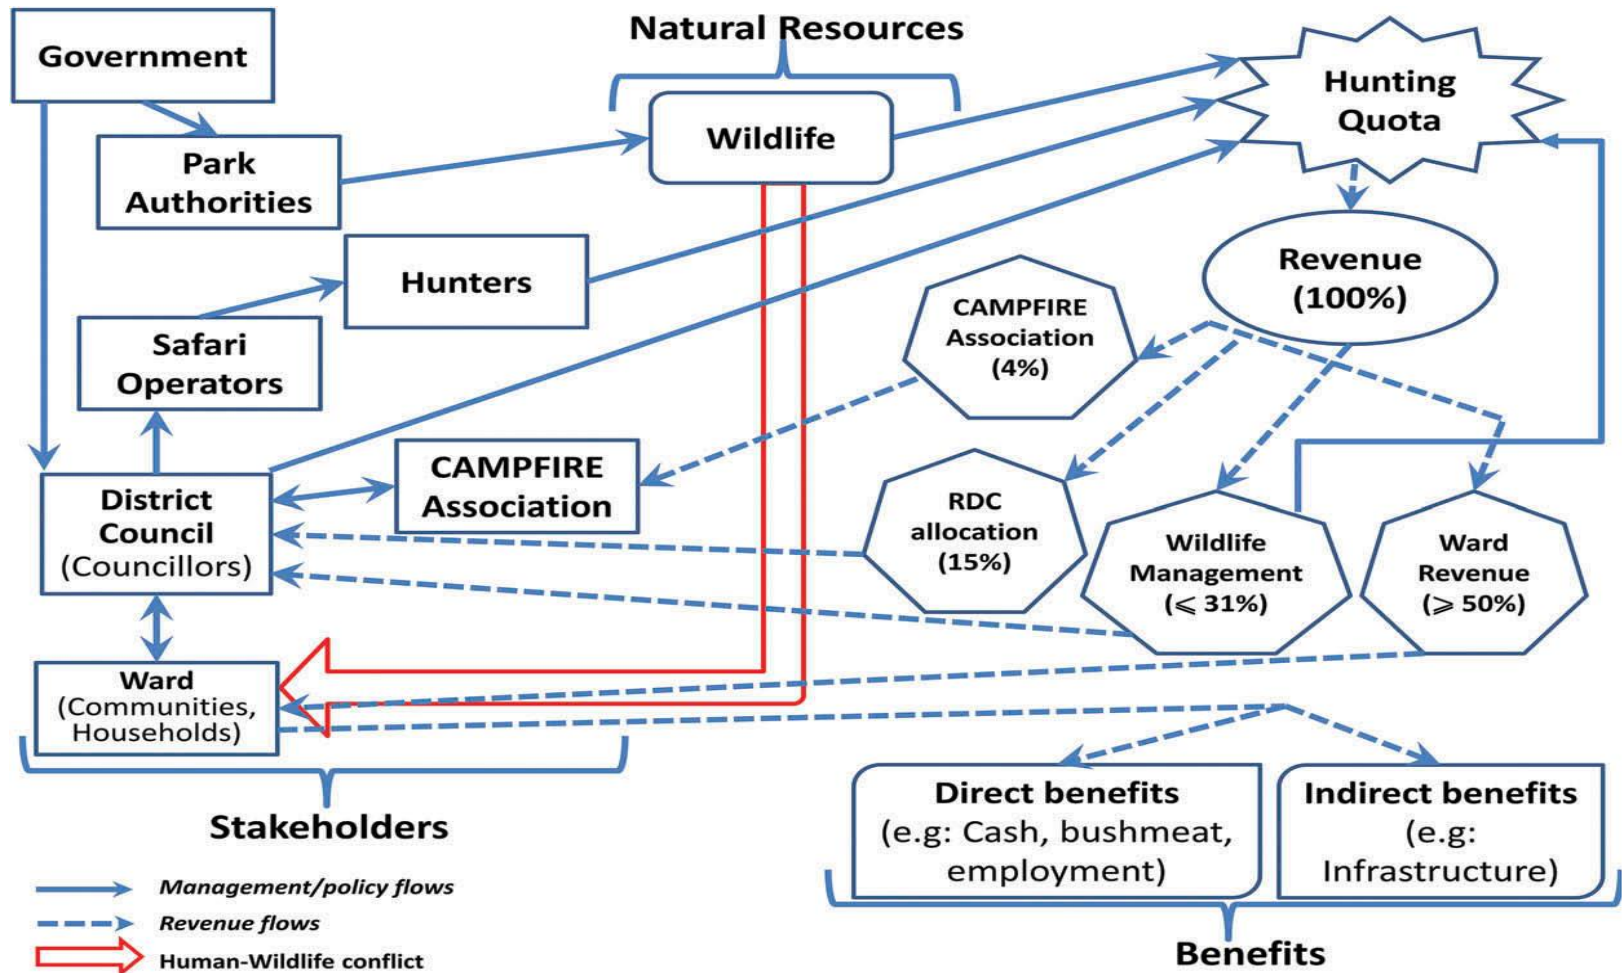 Government
Natural Resources
Hunting
Quota
Wildlife
Park
Authorities
Hunters
Revenue
(100%)
Safari
Operators
CAMPFIRE
Association
(4%)
CAMPFIRE
Association
District
Council
(Councillors)
RDC
allocation
(15%)
Wildlife
Management
(⩽ 31%)
Ward
Revenue
(⩾ 50%)
Ward
(Communities,
Households)
Direct benefits
(e.g: Cash, bushmeat,
employment)
Indirect benefits
(e.g:
Infrastructure)
Stakeholders
Benefits
Management/policy flows
Revenue flows
Human-Wildlife conflict